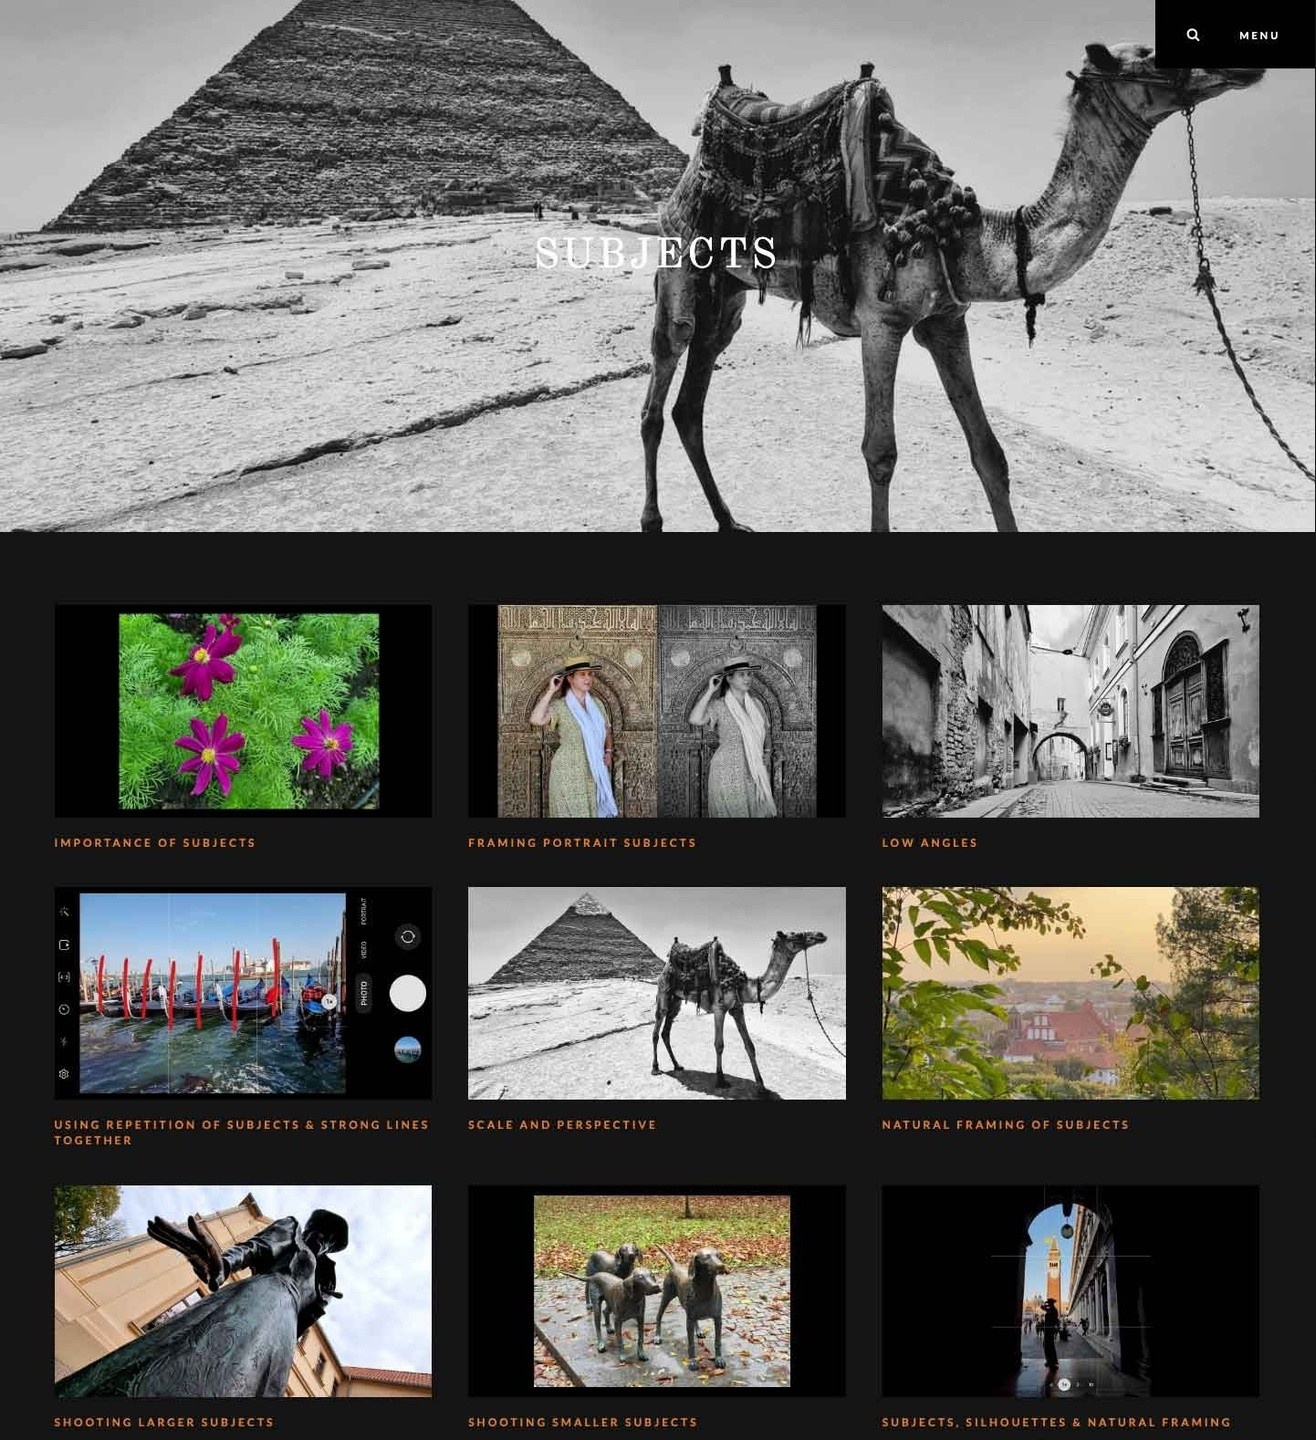 MENU
SUBJECTS
IMPORTANCE OF SUBJECTS
FRAMING PORTRAIT SUBJECTS
LOW ANGLES
PORTRAIT
VIDEO
PHOTO
USING REPETITION OF SUBJECTS & STRONG LINES
TOGETHER
SCALE AND PERSPECTIVE
NATURAL FRAMING OF SUBJECTS
SHOOTING LARGER SUBJECTS
SHOOTING SMALLER SUBJECTS
SUBJECTS, SILHOUETTES & NATURAL FRAMING